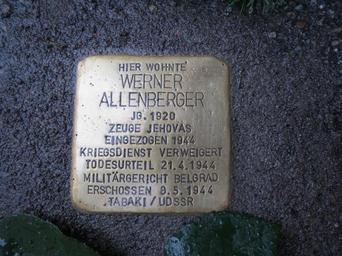 HIER WOHNTE
WERNER
ALLENBERGER
JG. 1920
ZEUGE JEHOVAS
EINGEZOGEN 1944
KRIEGSDIENST VERWEIGERT
TODESURTEIL 21.4.1944
MILITÄRGERICHT BELGRAD
ERSCHOSSEN 8.5.1944
TABAKI / UDSSR